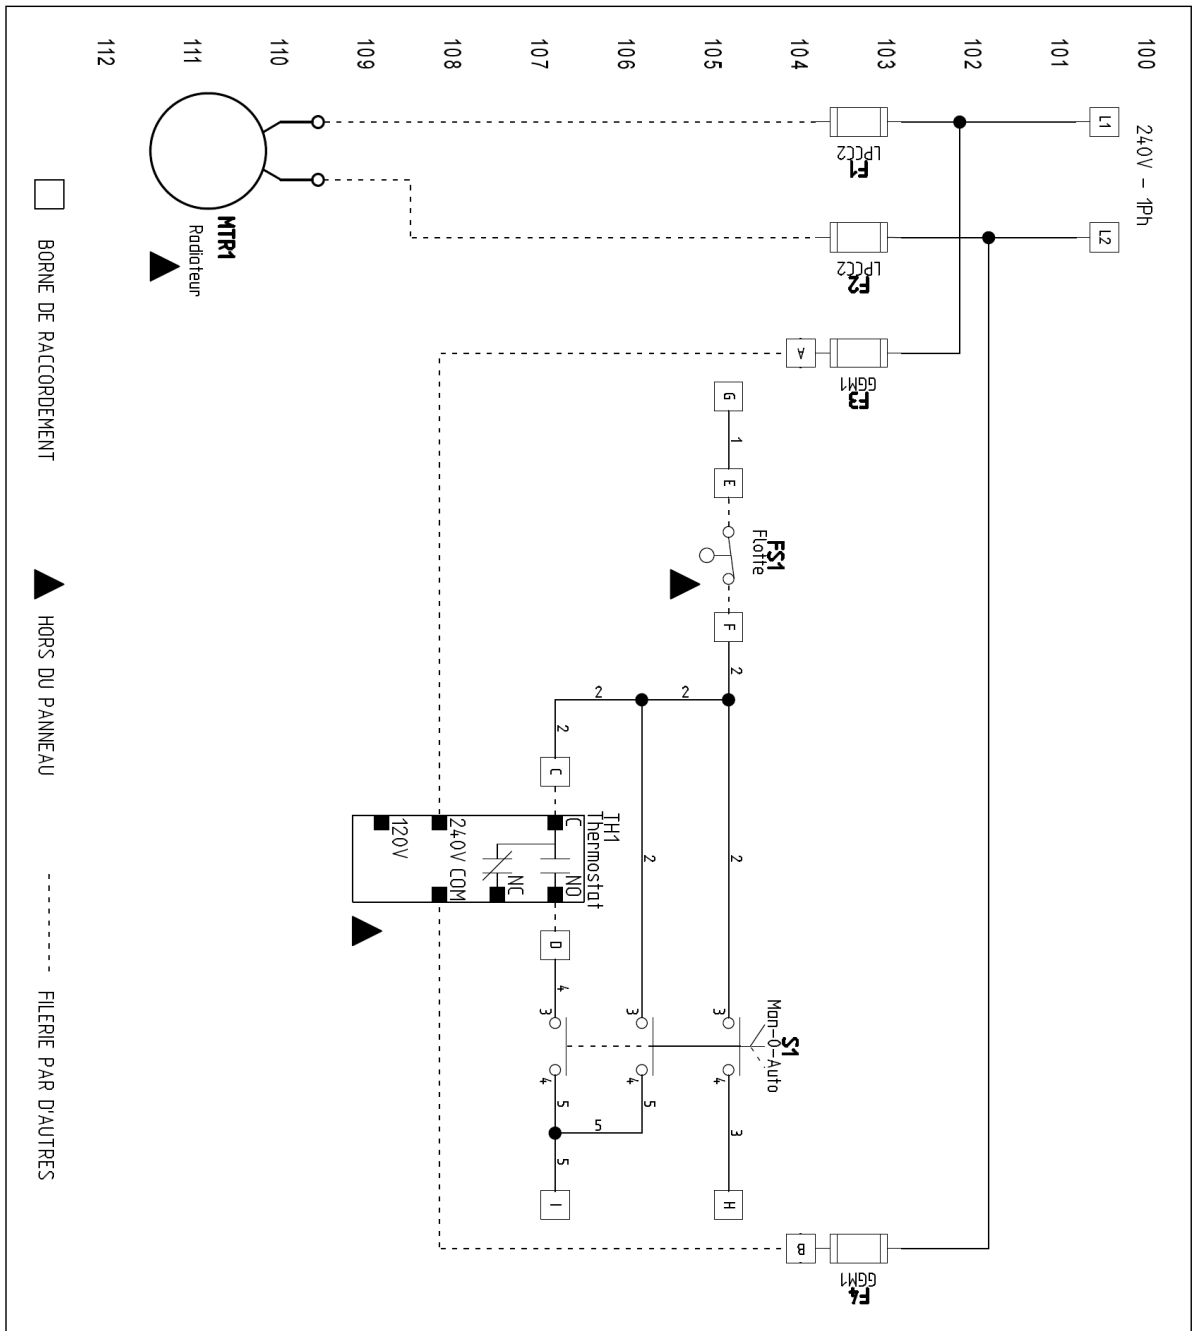 100
240V - 1Ph
101
L1
L2
102
103
F1
LPCC2
F2
LPCC2
F3
GGM1
F4
GGM1
104
A
B
S1
Man-0-Auto
FS1
Flotte
105
G
1
E
F
2
2
3
4
3
H
2
106
2
3
4
5
2
5
TH1
Thermostat
107
2
C
C
NO
D
4
3
4
5
5
I
NC
108
240V
COM
109
120V
110
111
MTR1
Radiateur
112
BORNE DE RACCORDEMENT
HORS DU PANNEAU
FILERIE PAR D'AUTRES